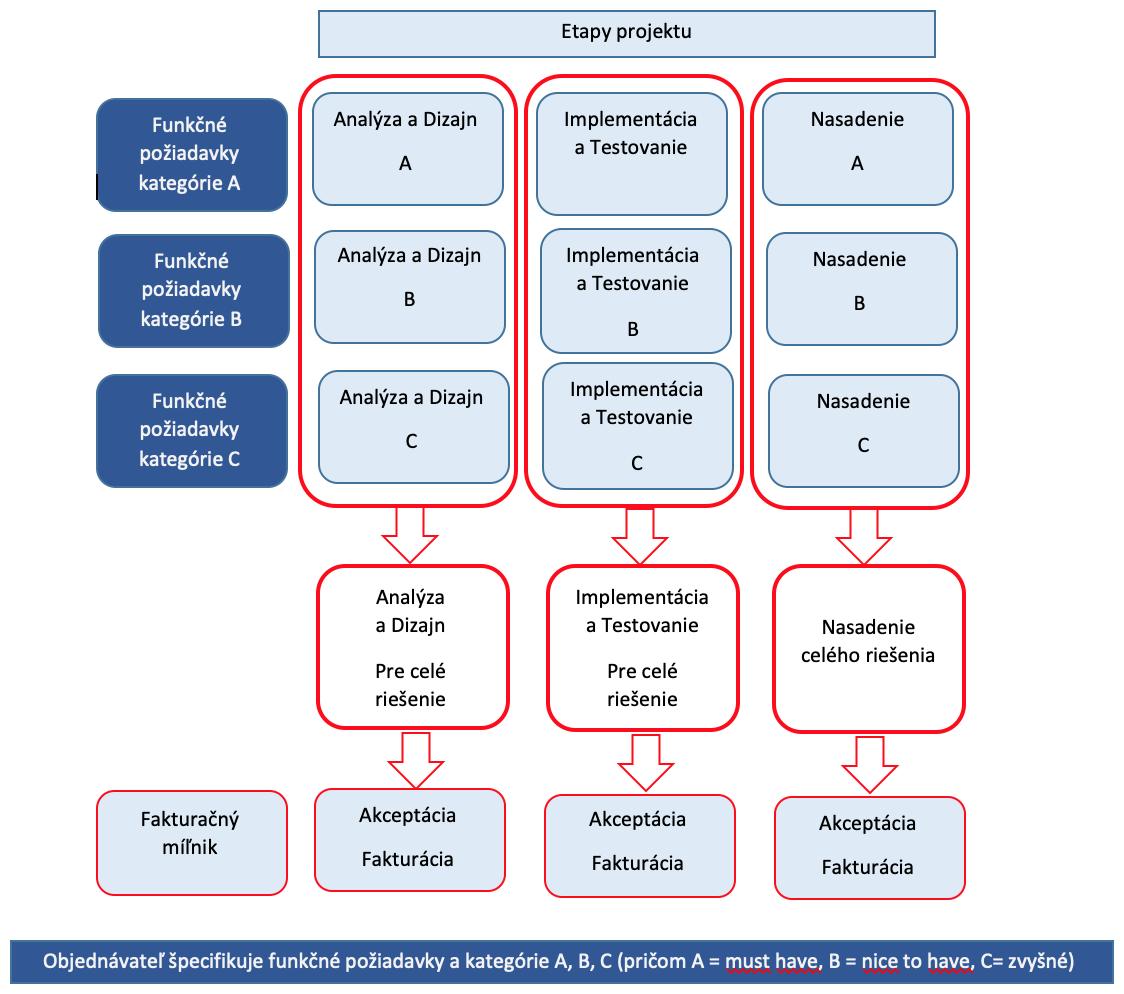 Etapy projektu
Funkčné
požiadavky
kategórie A
Analýza a Dizajn
A
Implementácia
a Testovanie
Nasadenie
A
Funkčné
požiadavky
kategórie B
Analýza a Dizajn
B
Implementácia
a Testovanie
B
Nasadenie
B
Funkčné
požiadavky
kategórie C
Analýza a Dizajn
C
Implementácia
a Testovanie
C
Nasadenie
C
Analýza
a Dizajn
Pre celé
riešenie
Implementácia
a Testovanie
Pre celé
riešenie
Nasadenie
celého riešenia
Fakturačný
míľnik
Akceptácia
Fakturácia
Akceptácia
Fakturácia
Akceptácia
Fakturácia
Objednávateľ špecifikuje funkčné požiadavky a kategórie A, B, C (pričom A = must have, B = nice to have, C= zvyšné)